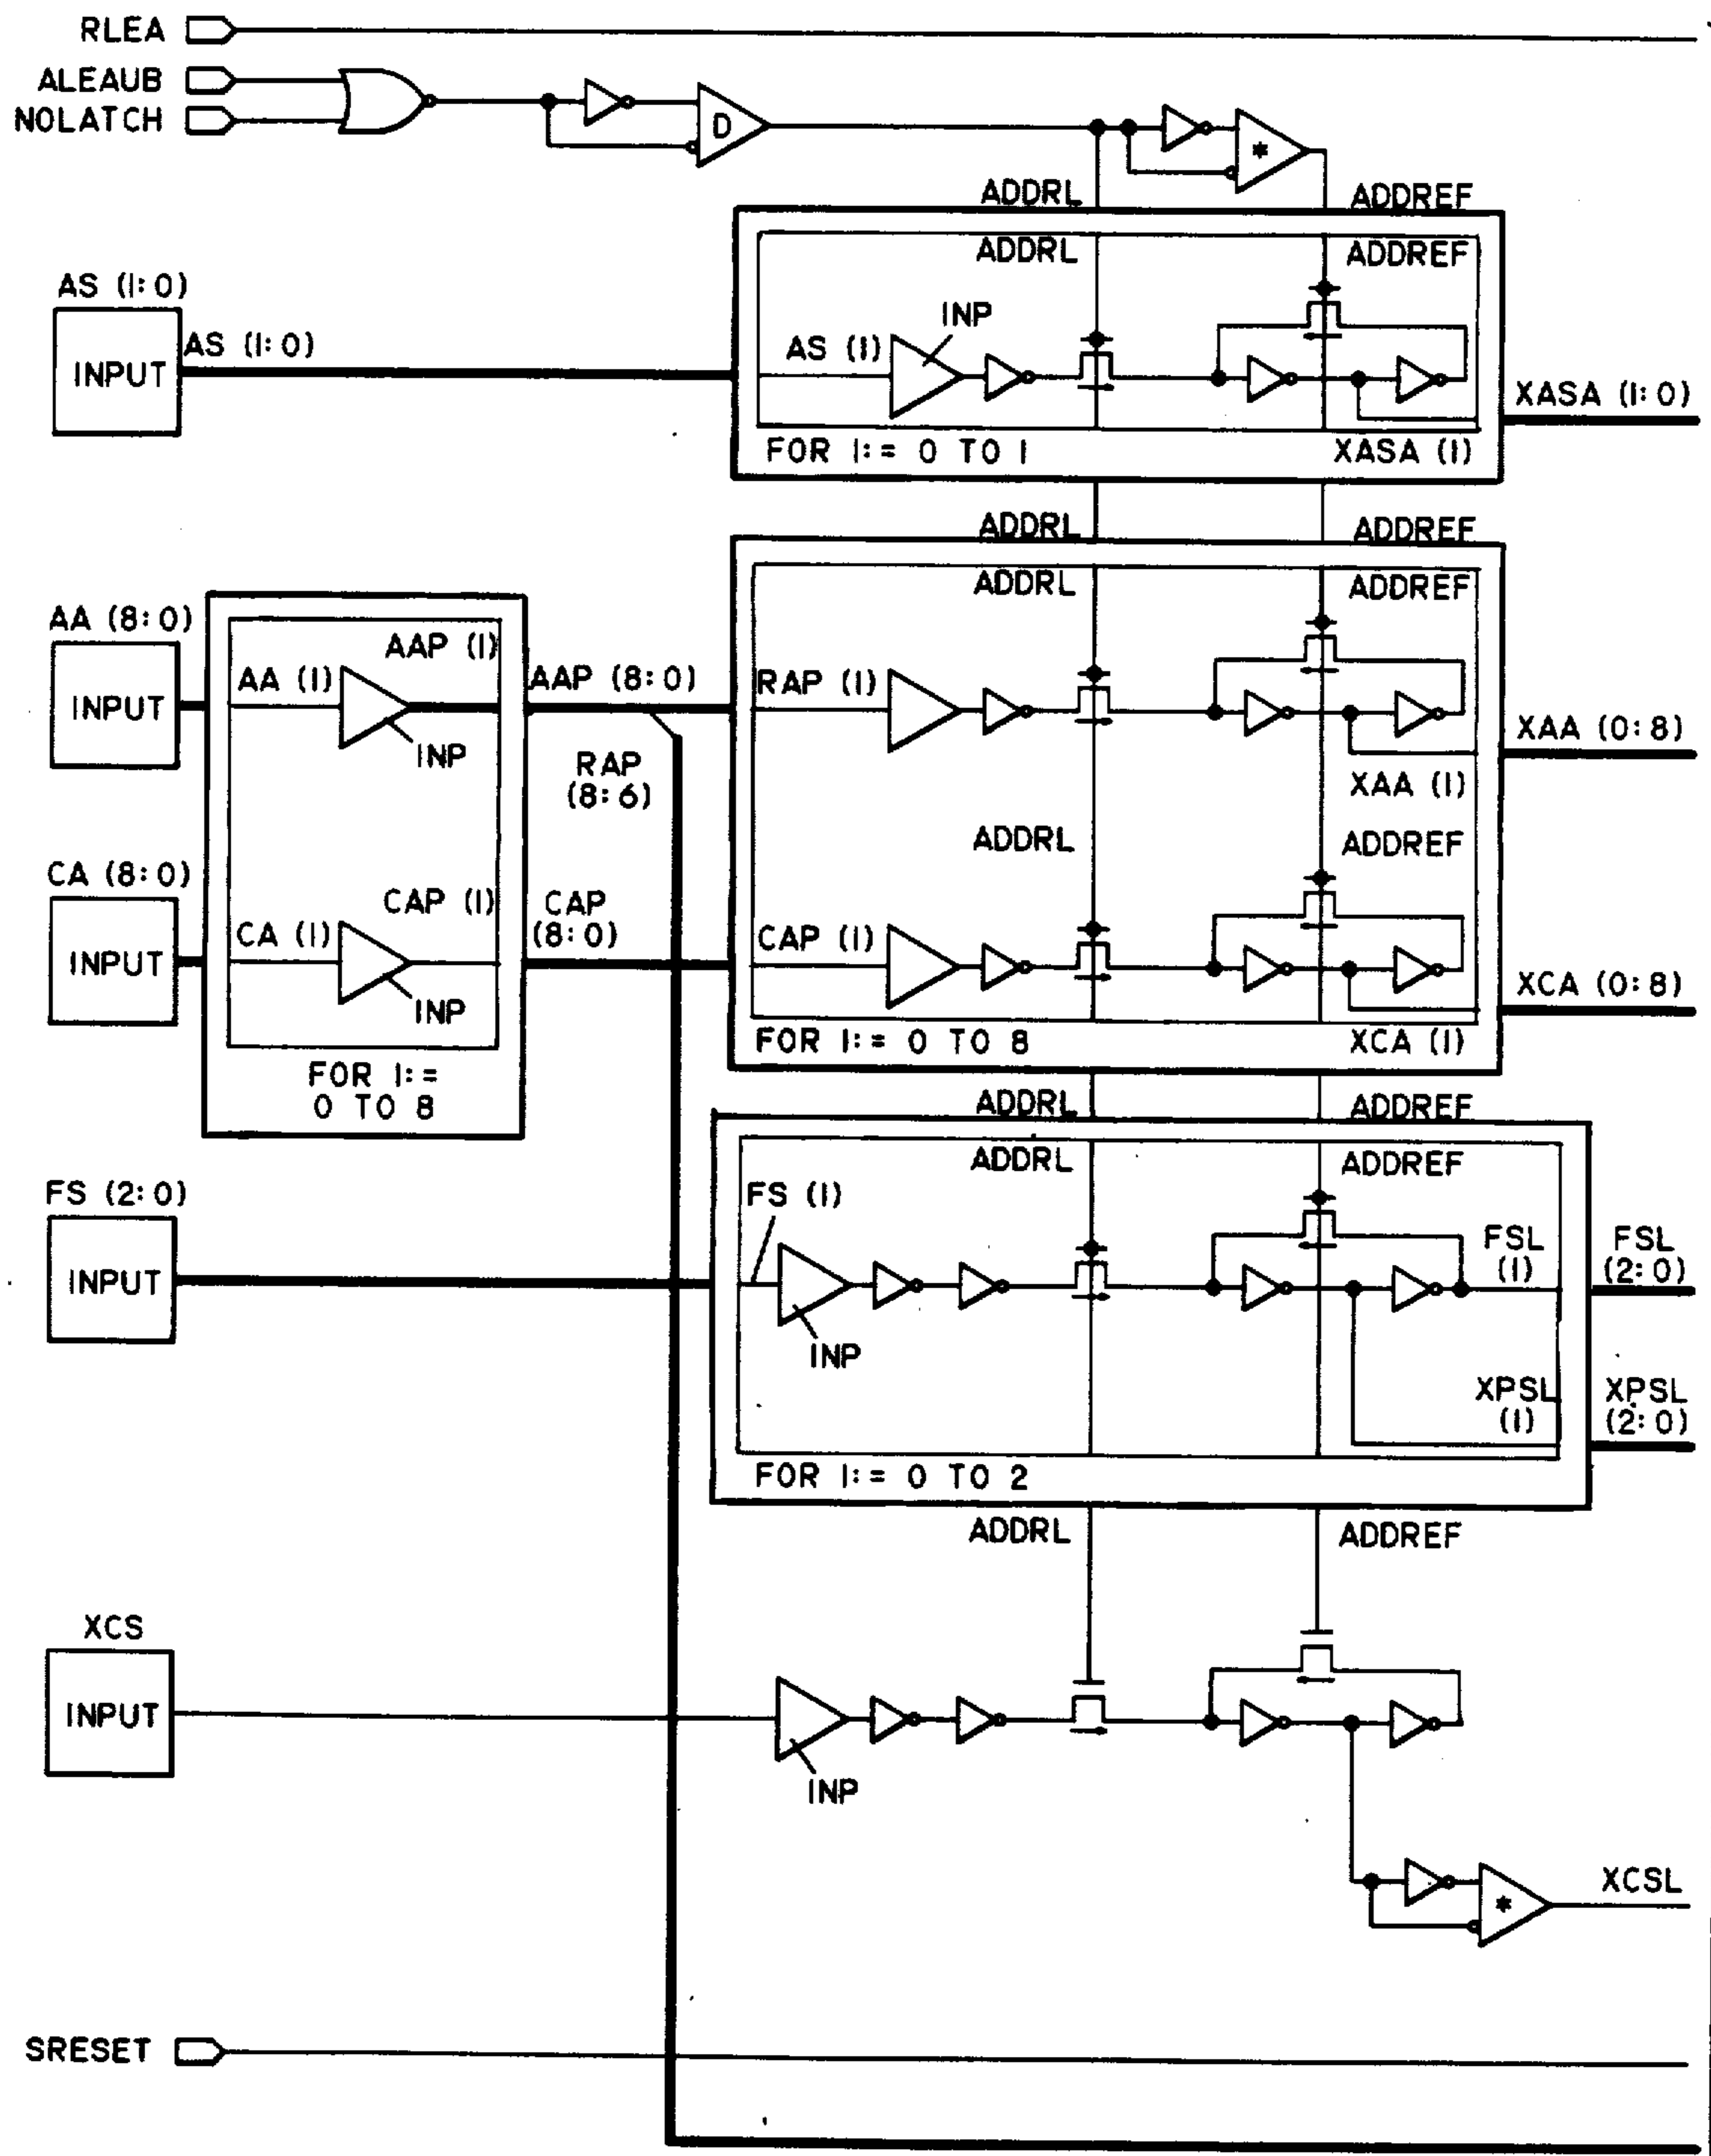 RLEA
ALEAUB
NOLATCH
D
*
ADDRL
ADDREF
ADDRL
ADDREF
AS (1:0)
INPUT
AS (1:0)
AS (I)
INP
XASA (1:0)
FOR I:= 0 TO 1
XASA (I)
ADDRL
ADDREF
ADDRL
ADDREF
AA (8:0)
INPUT
AA (I)
AAP (I)
INP
AAP (8:0)
RAP
(8:6)
RAP (I)
XAA (0:8)
XAA (I)
ADDRL
ADDREF
CA (8:0)
INPUT
CA (I)
CAP (I)
INP
CAP
(8:0)
CAP (I)
XCA (0:8)
FOR I:= 0 TO 8
XCA (I)
FOR I:=
0 TO 8
ADDRL
ADDREF
ADDRL
ADDREF
FS (2:0)
INPUT
FS (I)
INP
FSL
(I)
FSL
(2:0)
XPSL
(I)
XPSL
(2:0)
FOR I:= 0 TO 2
ADDRL
ADDREF
XCS
INPUT
INP
*
XCSL
SRESET